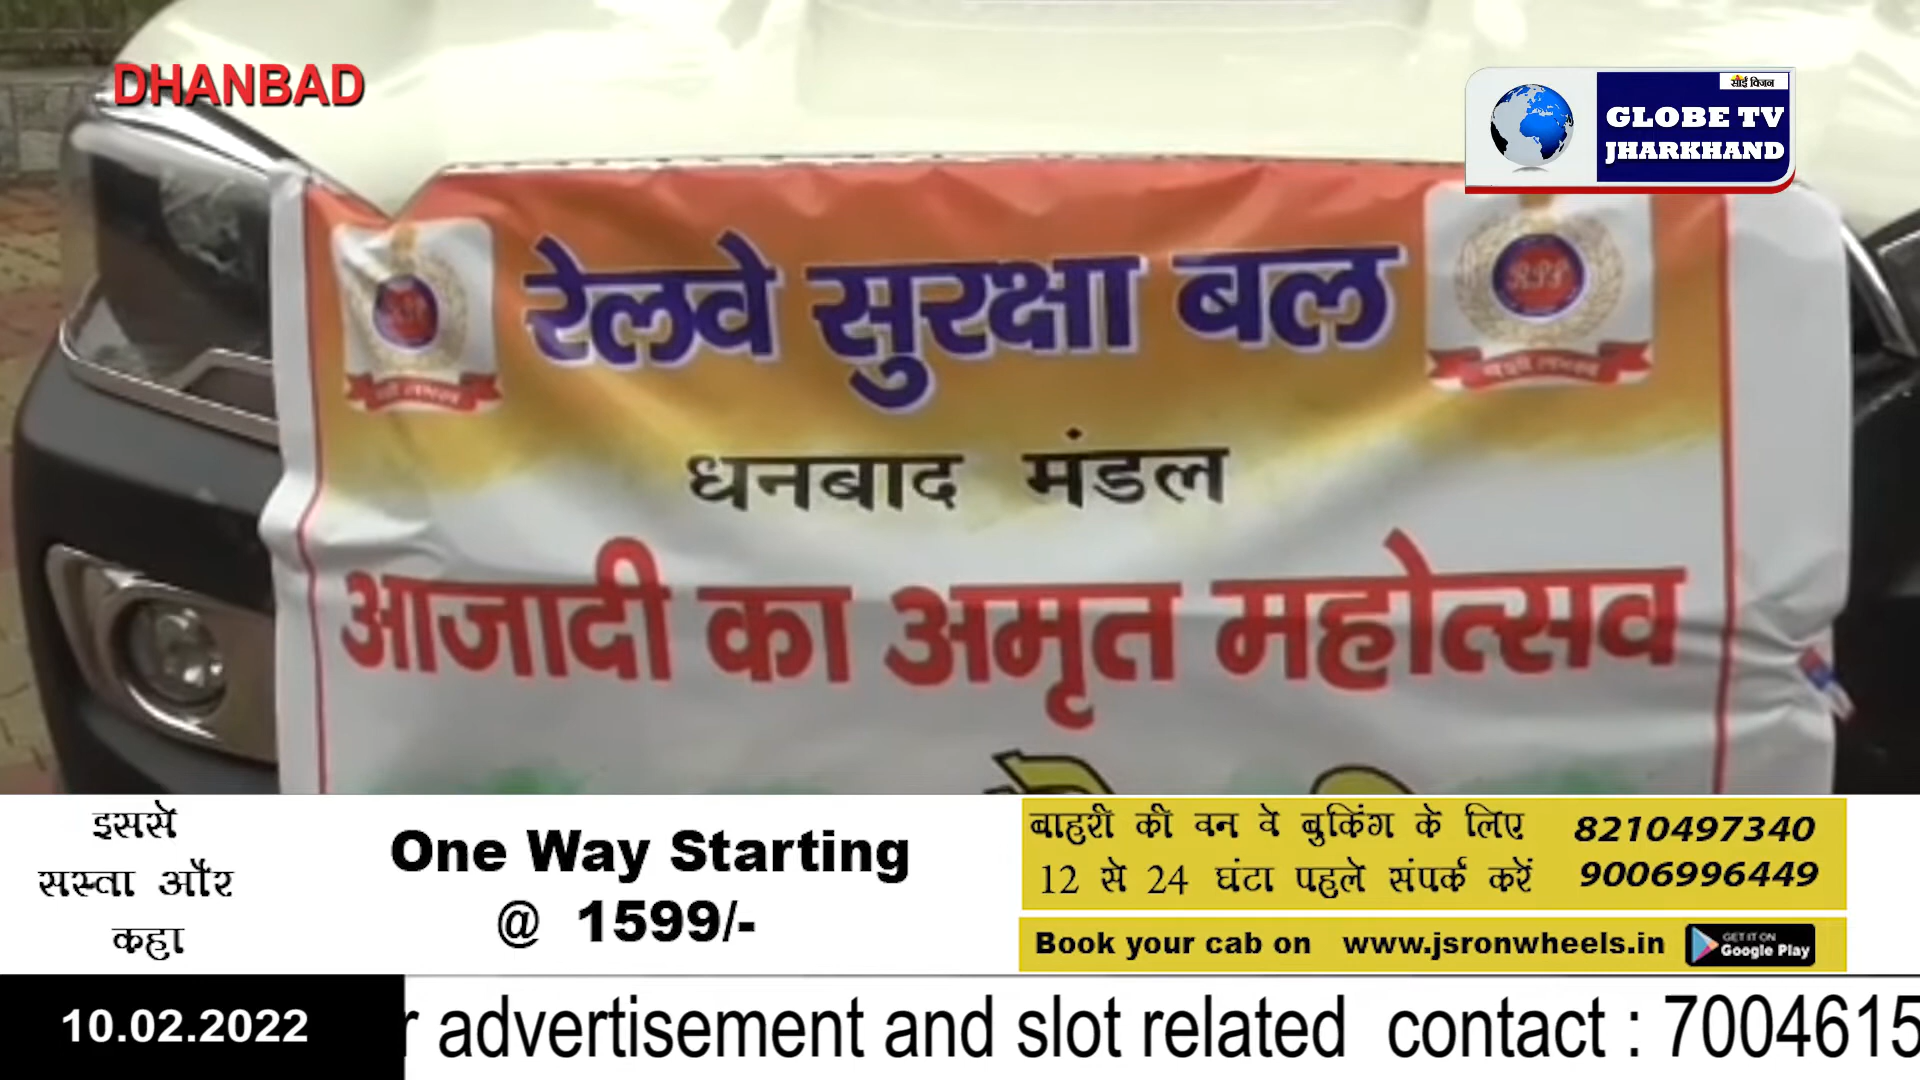 DHANBAD
साई विजन
GLOBE TV
JHARKHAND
रेलवे सुरक्षा बल
धनबाद मंडल
आजादी का अमृत महोत्सव
इससे
सस्ता और
कहा
One Way Starting
@ 1599/-
बाहरी की वन वे बुकिंग के लिए
12 से 24 घंटा पहले संपर्क करें
8210497340
9006996449
Book your cab on www.jsronwheels.in
GET IT ON
Google Play
10.02.2022
r advertisement and slot related contact : 7004615